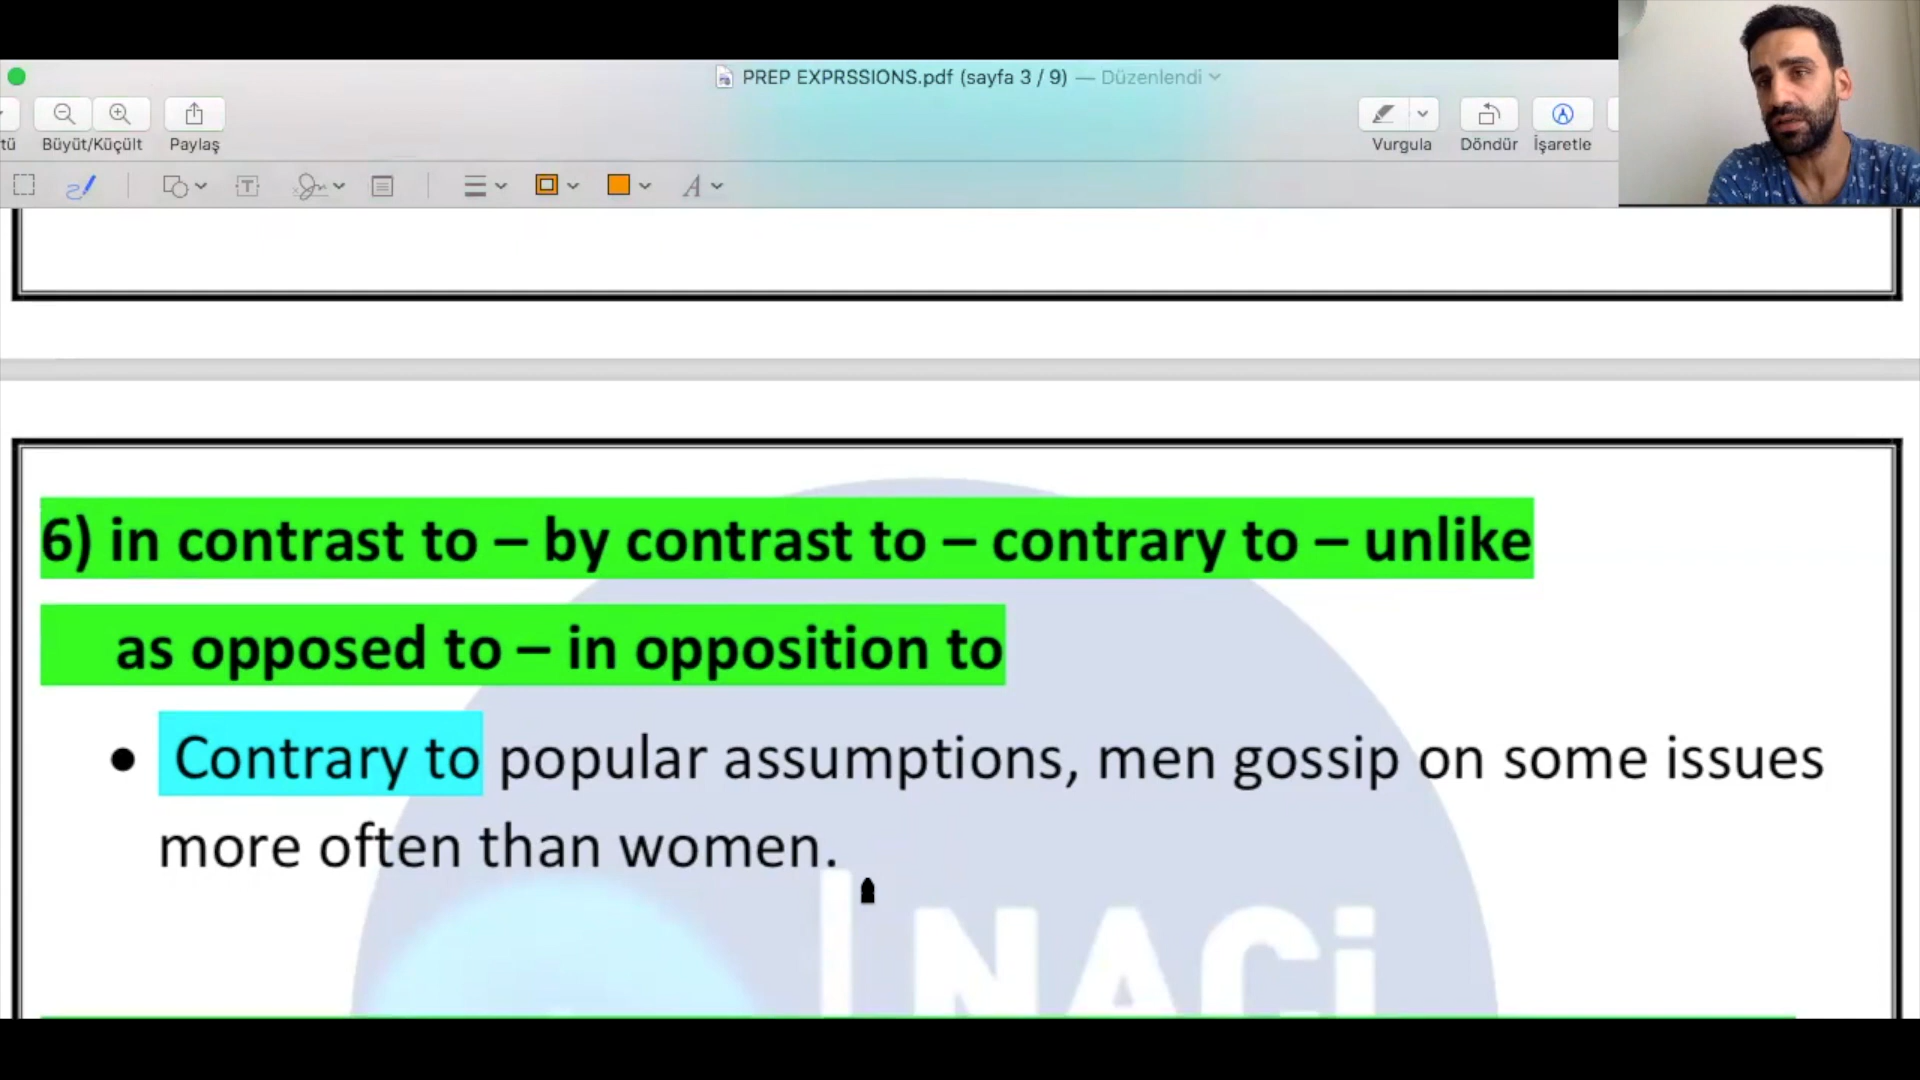 PREP EXPRSSIONS.pdf (sayfa 3 / 9) — Düzenlendi
tü Büyüt/Küçült Paylaş Vurgula Döndür İşaretle
6) in contrast to – by contrast to – contrary to – unlike
as opposed to – in opposition to
• Contrary to popular assumptions, men gossip on some issues
more often than women.
NACi